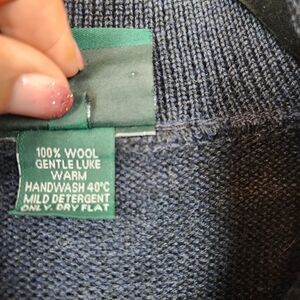 100% WOOL
GENTLE LUKE
WARM
HANDWASH 40°C
MILD DETERGENT
ONLY. DRY FLAT